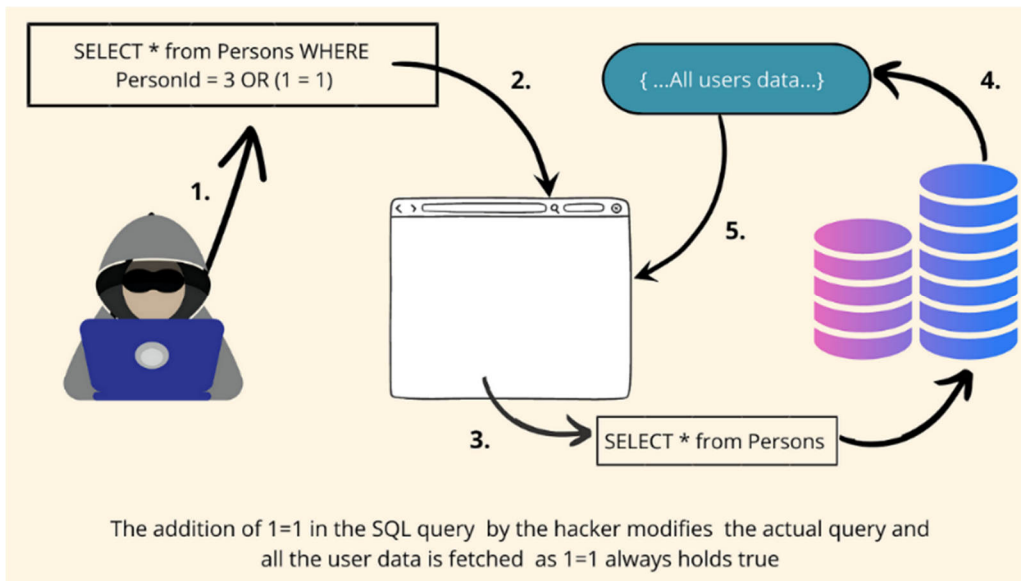 SELECT * from Persons WHERE
PersonId = 3 OR (1 = 1)
1.
2.
{ ...All users data...}
4.
5.
3.
SELECT * from Persons
The addition of 1=1 in the SQL query by the hacker modifies the actual query and
all the user data is fetched as 1=1 always holds true